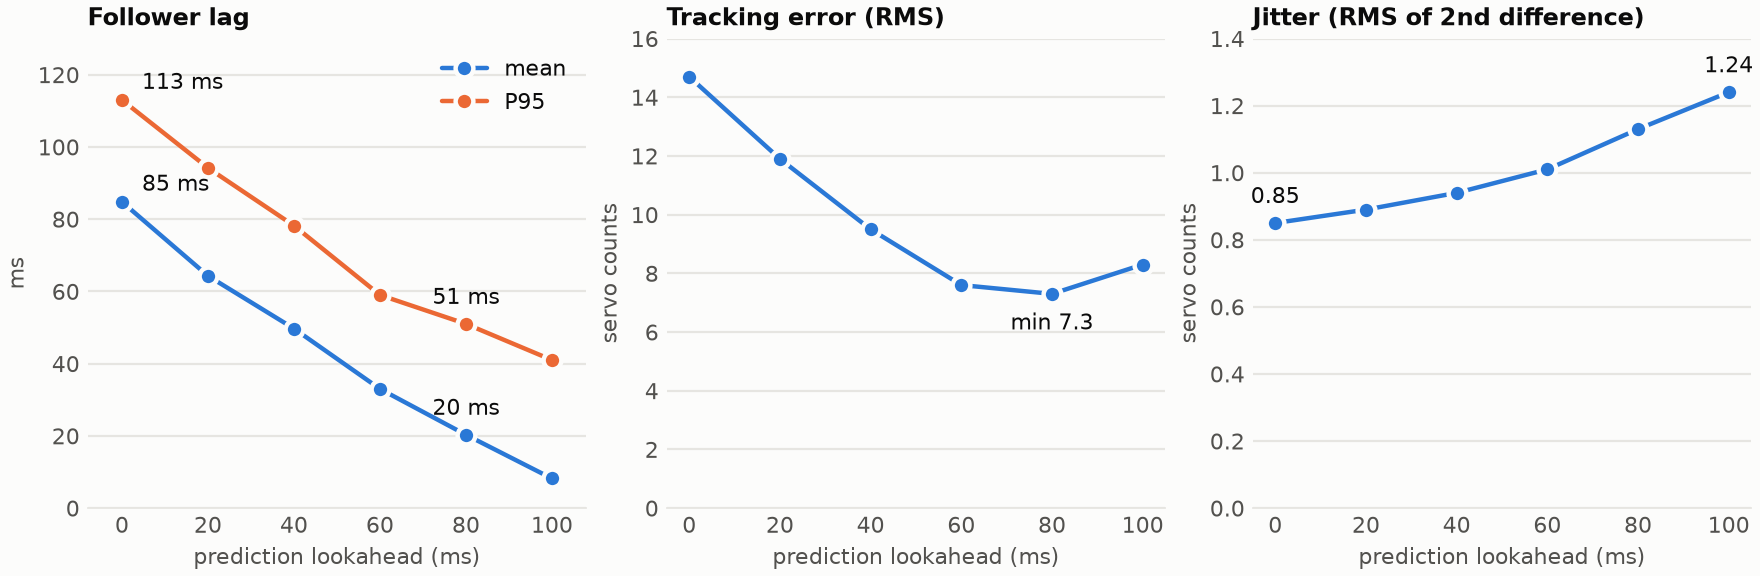 Follower lag
120
100
80
60
40
20
0
ms
113 ms
85 ms
51 ms
20 ms
mean
P95
0 20 40 60 80 100
prediction lookahead (ms)
Tracking error (RMS)
16
14
12
10
8
6
4
2
0
servo counts
min 7.3
0 20 40 60 80 100
prediction lookahead (ms)
Jitter (RMS of 2nd difference)
1.4
1.2
1.0
0.8
0.6
0.4
0.2
0.0
servo counts
0.85
1.24
0 20 40 60 80 100
prediction lookahead (ms)